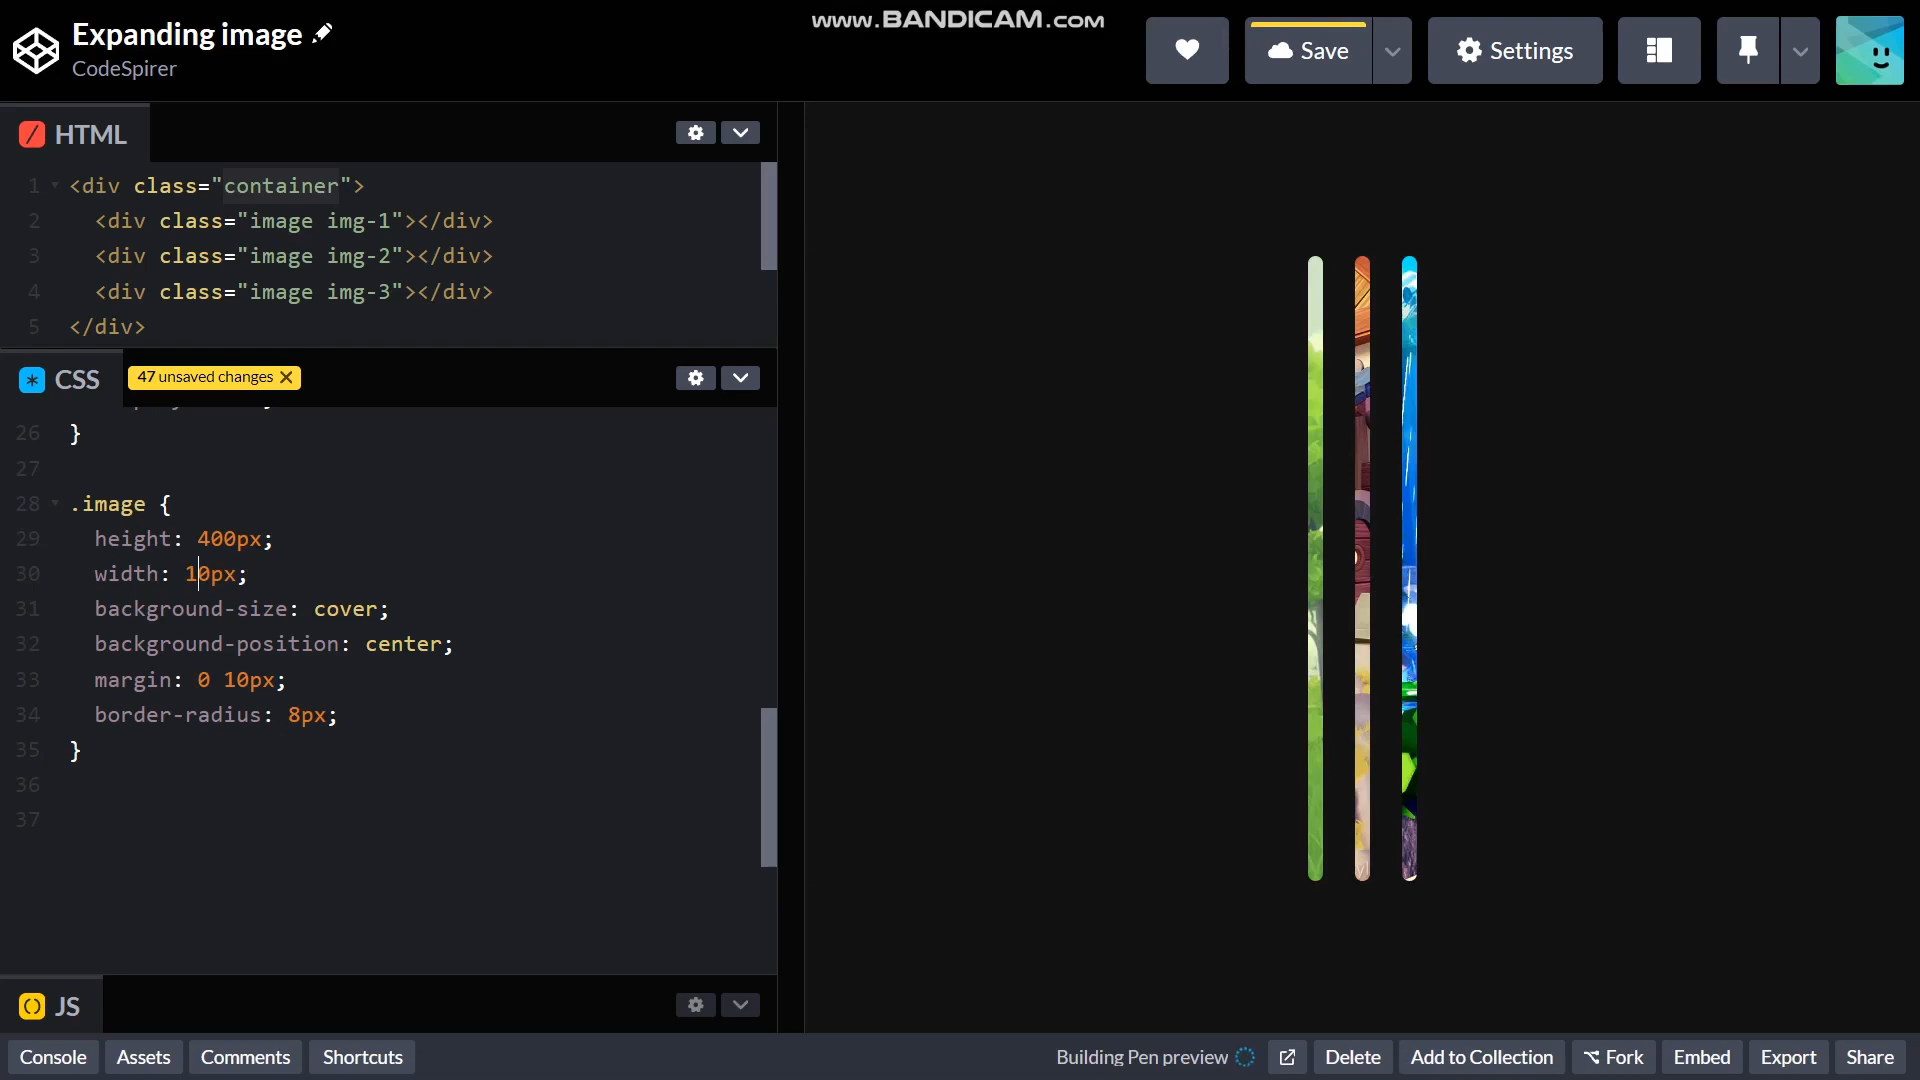 www.BANDICAM.com
Expanding image
CodeSpirer
Save
Settings
HTML
1 <div class="container">
2 <div class="image img-1"></div>
3 <div class="image img-2"></div>
4 <div class="image img-3"></div>
5 </div>
CSS
47 unsaved changes
26 }
27
28 .image {
29 height: 400px;
30 width: 10px;
31 background-size: cover;
32 background-position: center;
33 margin: 0 10px;
34 border-radius: 8px;
35 }
36
37
JS
Console Assets Comments Shortcuts Building Pen preview Delete Add to Collection Fork Embed Export Share